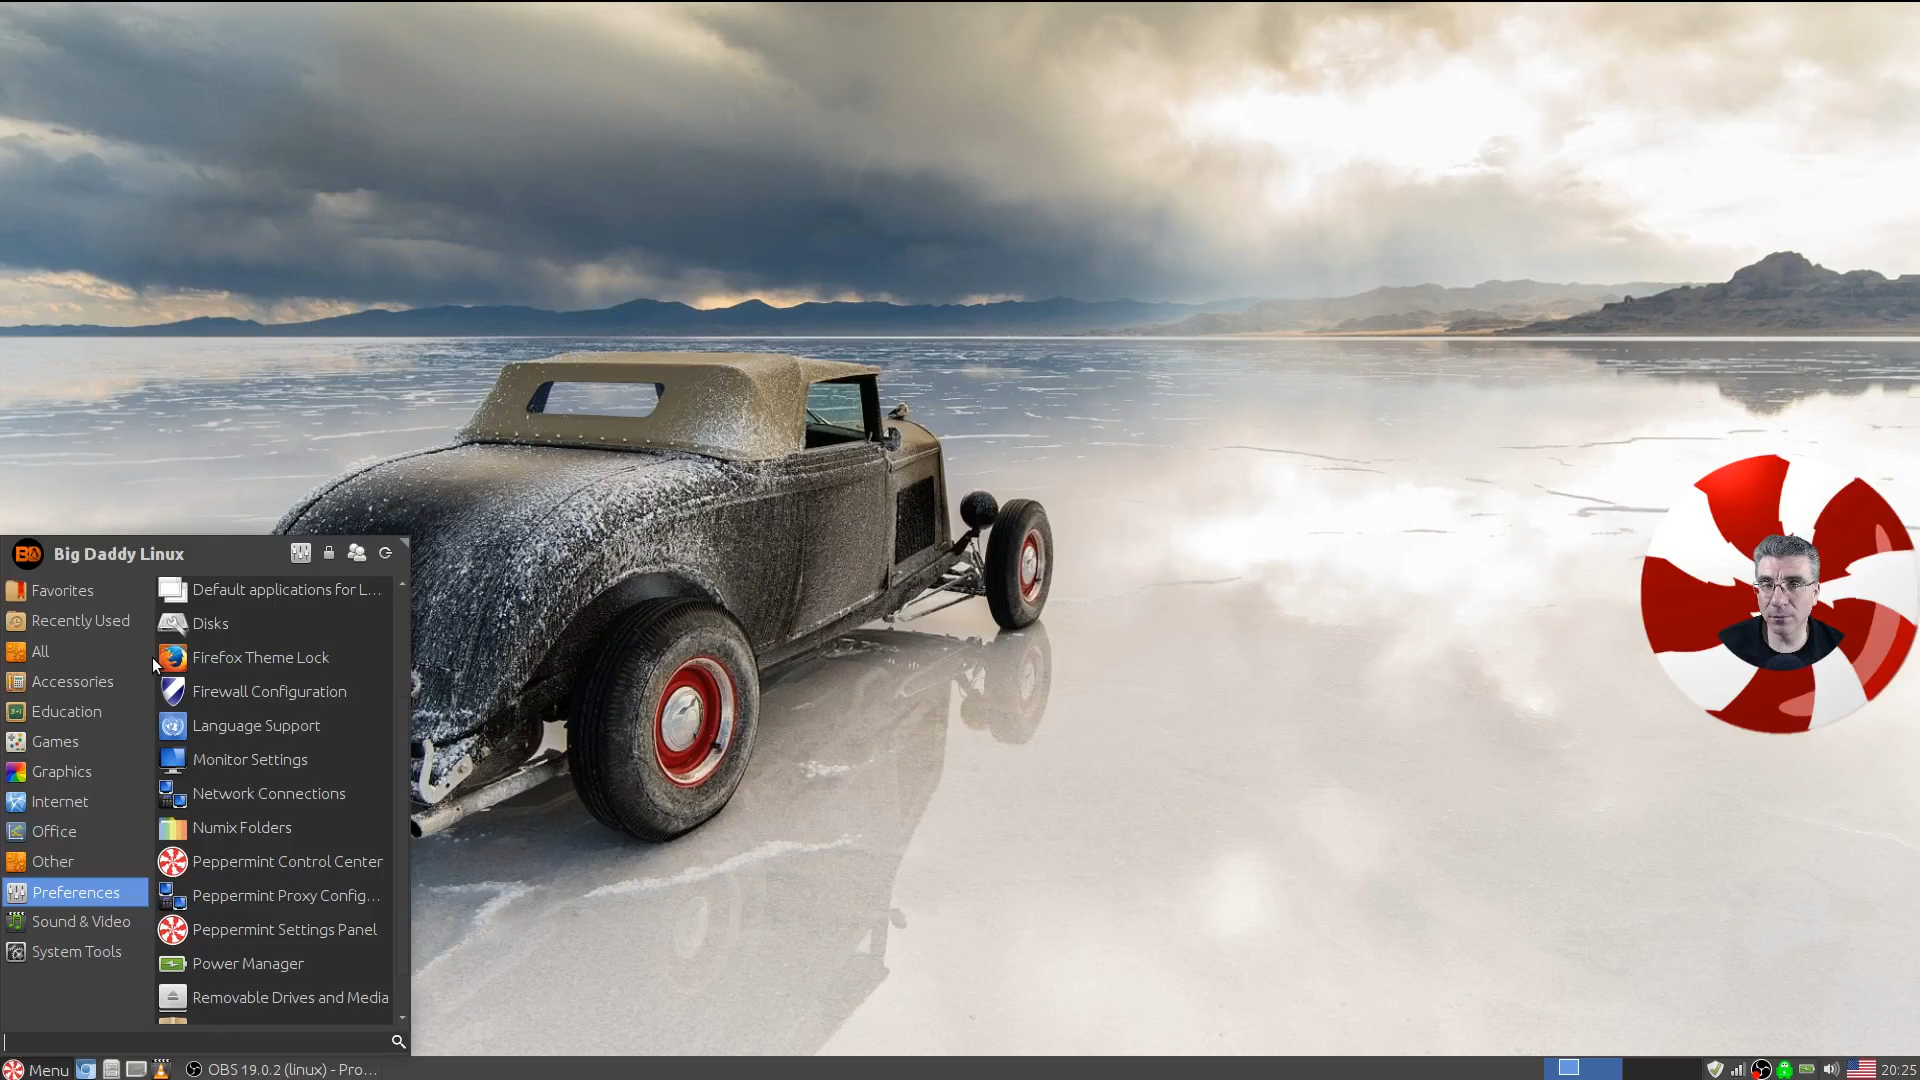 Big Daddy Linux
Favorites
Recently Used
All
Accessories
Education
Games
Graphics
Internet
Office
Other
Preferences
Sound & Video
System Tools
Default applications for L...
Disks
Firefox Theme Lock
Firewall Configuration
Language Support
Monitor Settings
Network Connections
Numix Folders
Peppermint Control Center
Peppermint Proxy Config...
Peppermint Settings Panel
Power Manager
Removable Drives and Media
Menu
OBS 19.0.2 (linux) - Pro...
20:25